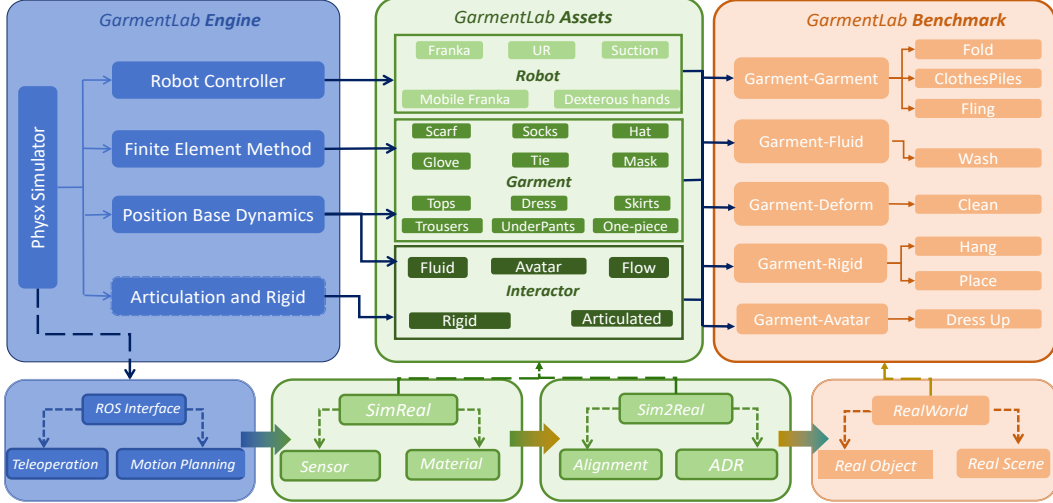 GarmentLab Engine
Physx Simulator
Robot Controller
Finite Element Method
Position Base Dynamics
Articulation and Rigid
GarmentLab Assets
Franka
UR
Suction
Robot
Mobile Franka
Dexterous hands
Scarf
Socks
Hat
Glove
Tie
Mask
Garment
Tops
Dress
Skirts
Trousers
UnderPants
One-piece
Fluid
Avatar
Flow
Interactor
Rigid
Articulated
GarmentLab Benchmark
Garment-Garment
Fold
ClothesPiles
Fling
Garment-Fluid
Wash
Garment-Deform
Clean
Garment-Rigid
Hang
Place
Garment-Avatar
Dress Up
ROS Interface
Teleoperation
Motion Planning
SimReal
Sensor
Material
Sim2Real
Alignment
ADR
RealWorld
Real Object
Real Scene